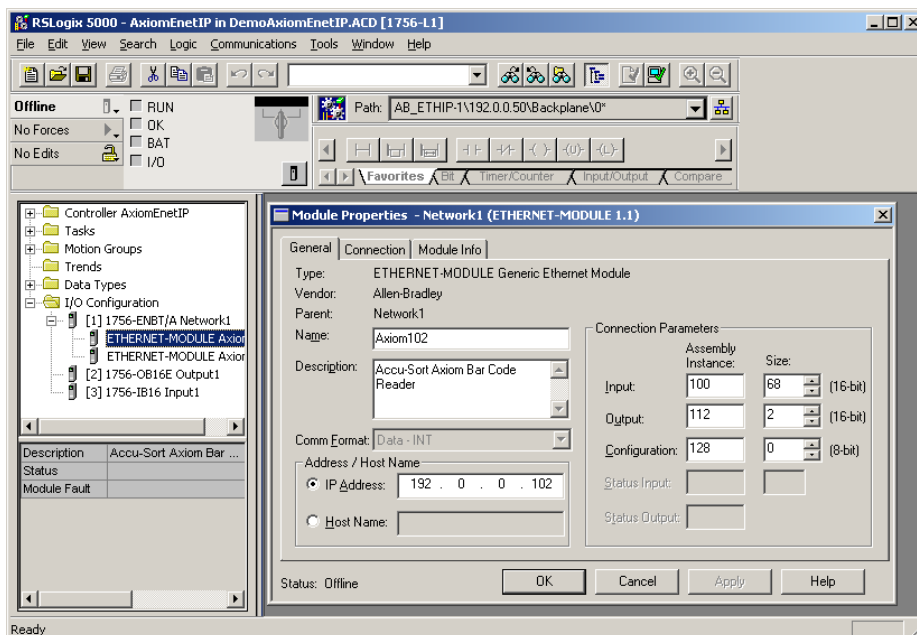 RSLogix 5000 - AxiomEnetIP in DemoAxiomEnetIP.ACD [1756-L1]
File Edit View Search Logic Communications Tools Window Help
Offline
RUN
No Forces
OK
No Edits
BAT
I/O
Path: AB_ETHIP-1\192.0.0.50\Backplane\0*
Favorites Bit Timer/Counter Input/Output Compare
Controller AxiomEnetIP
Tasks
Motion Groups
Trends
Data Types
I/O Configuration
[1] 1756-ENBT/A Network1
ETHERNET-MODULE Axior
ETHERNET-MODULE Axior
[2] 1756-OB16E Output1
[3] 1756-IB16 Input1
Description Accu-Sort Axiom Bar ...
Status
Module Fault
Module Properties - Network1 (ETHERNET-MODULE 1.1)
General Connection Module Info
Type: ETHERNET-MODULE Generic Ethernet Module
Vendor: Allen-Bradley
Parent: Network1
Name: Axiom102
Description: Accu-Sort Axiom Bar Code
Reader
Comm Format: Data - INT
Address / Host Name
IP Address: 192 . 0 . 0 . 102
Host Name:
Connection Parameters
Assembly
Instance: Size:
Input: 100 68 (16-bit)
Output: 112 2 (16-bit)
Configuration: 128 0 (8-bit)
Status Input:
Status Output:
Status: Offline
OK Cancel Apply Help
Ready